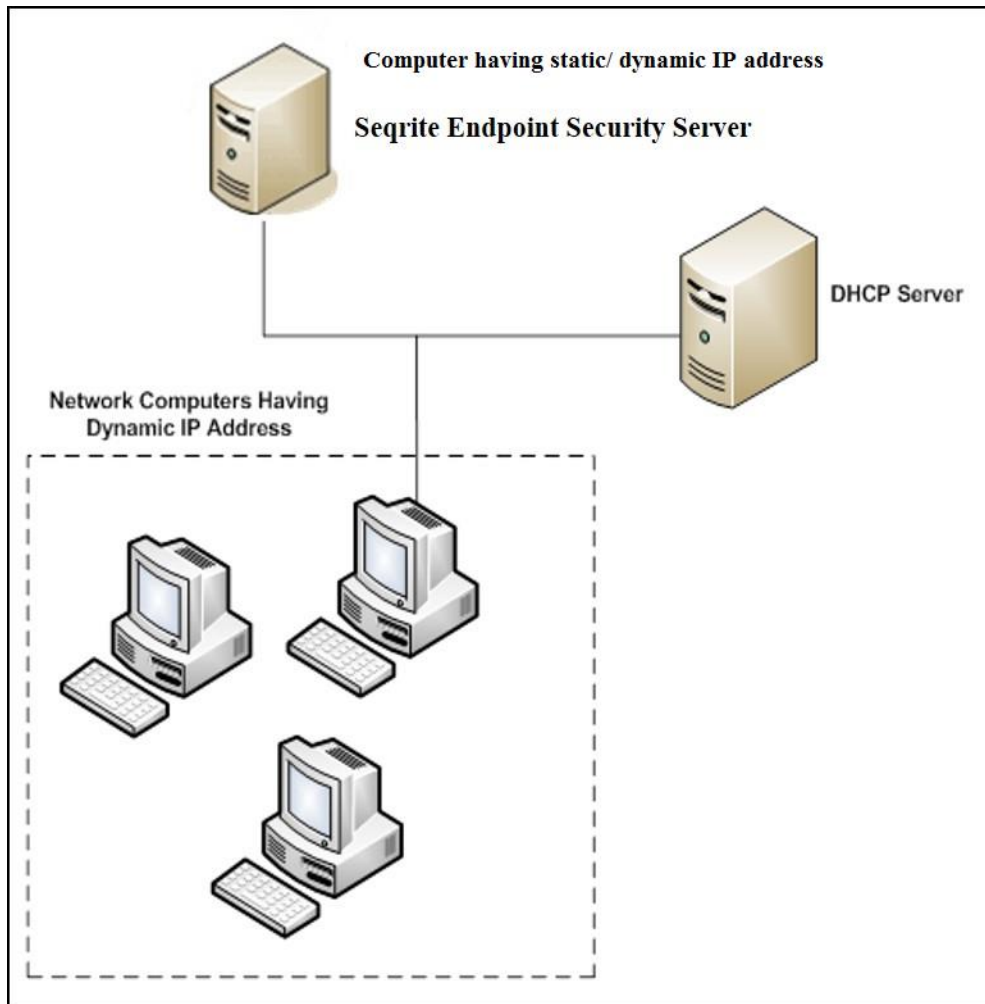 Computer having static/ dynamic IP address
Seqrite Endpoint Security Server
DHCP Server
Network Computers Having
Dynamic IP Address